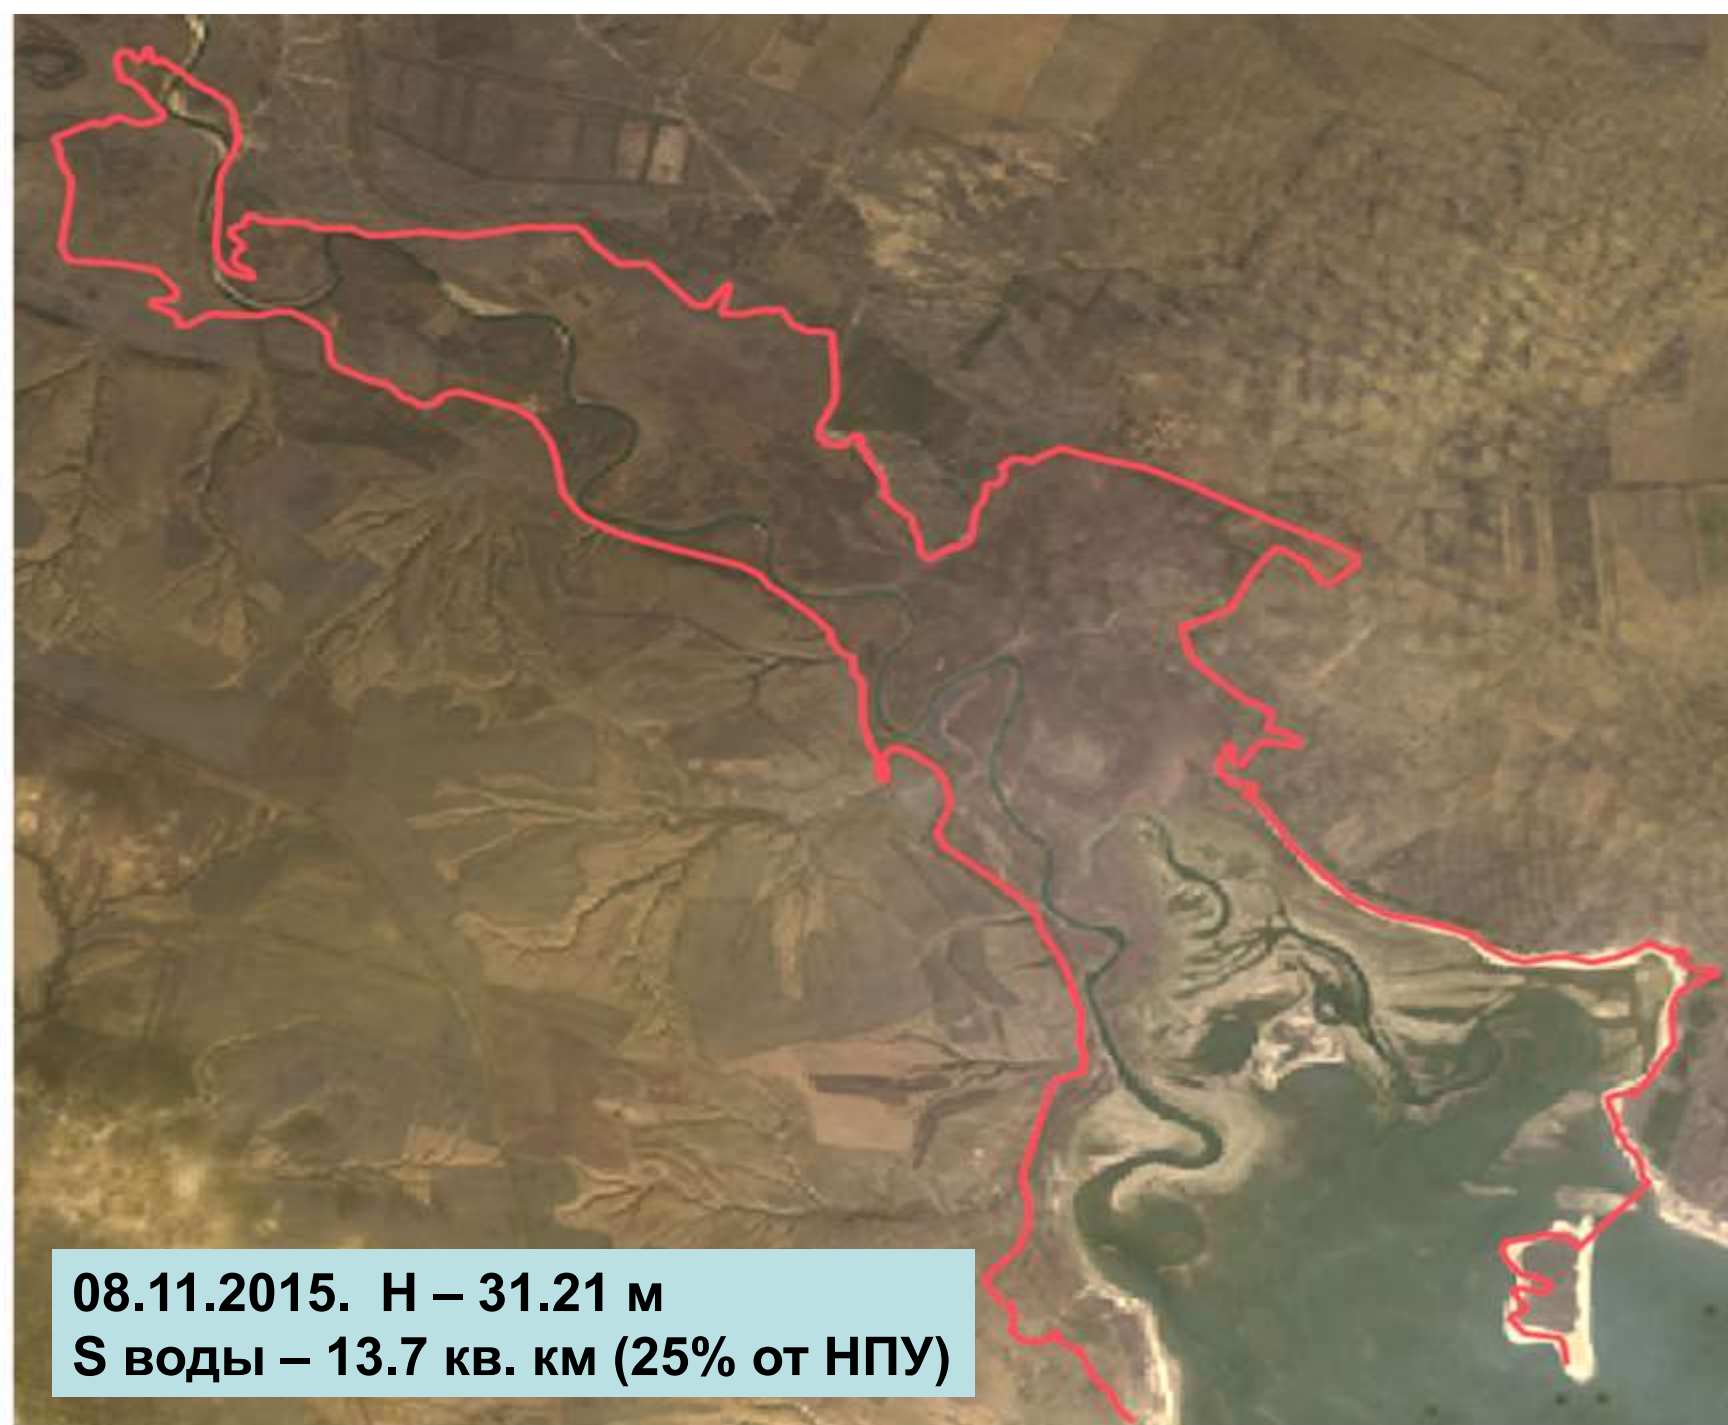 08.11.2015. Н – 31.21 м
S воды – 13.7 кв. км (25% от НПУ)